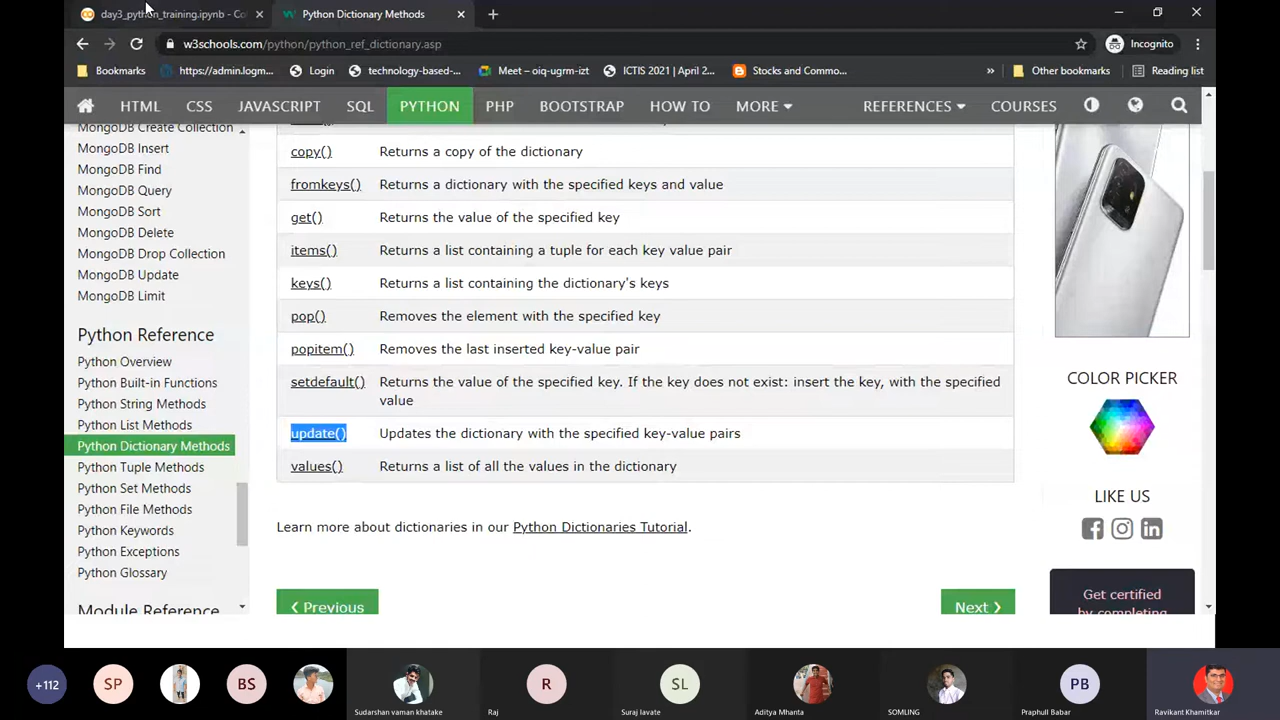 day3_python_training.ipynb - Co
Python Dictionary Methods
w3schools.com/python/python_ref_dictionary.asp
Incognito
Bookmarks
https://admin.logm...
Login
technology-based-...
Meet – oiq-ugrm-izt
ICTIS 2021 | April 2...
Stocks and Commo...
»
Other bookmarks
Reading list
HTML CSS JAVASCRIPT SQL PYTHON PHP BOOTSTRAP HOW TO MORE REFERENCES COURSES
MongoDB Create Collection
MongoDB Insert
MongoDB Find
MongoDB Query
MongoDB Sort
MongoDB Delete
MongoDB Drop Collection
MongoDB Update
MongoDB Limit
Python Reference
Python Overview
Python Built-in Functions
Python String Methods
Python List Methods
Python Dictionary Methods
Python Tuple Methods
Python Set Methods
Python File Methods
Python Keywords
Python Exceptions
Python Glossary
Module Reference
copy() Returns a copy of the dictionary
fromkeys() Returns a dictionary with the specified keys and value
get() Returns the value of the specified key
items() Returns a list containing a tuple for each key value pair
keys() Returns a list containing the dictionary's keys
pop() Removes the element with the specified key
popitem() Removes the last inserted key-value pair
setdefault() Returns the value of the specified key. If the key does not exist: insert the key, with the specified
value
update() Updates the dictionary with the specified key-value pairs
values() Returns a list of all the values in the dictionary
Learn more about dictionaries in our Python Dictionaries Tutorial.
❮ Previous
Next ❯
COLOR PICKER
LIKE US
Get certified
by completing
+112
SP
BS
Sudarshan vaman khatake
R
Raj
SL
Suraj lavate
Aditya Mhanta
SOMLING
PB
Praphull Babar
Ravikant Khamitkar